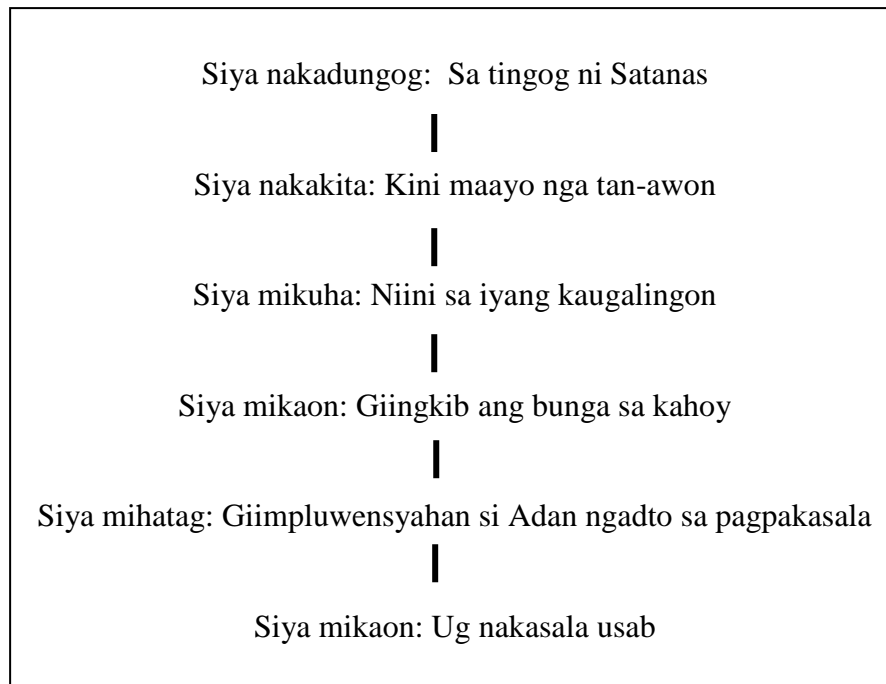 Siya nakadungog:  Sa tingog ni Satanas
Siya nakakita: Kini maayo nga tan-awon
Siya mikuha: Niini sa iyang kaugalingon
Siya mikaon: Giingkib ang bunga sa kahoy
Siya mihatag: Giimpluwensyahan si Adan ngadto sa pagpakasala
Siya mikaon: Ug nakasala usab